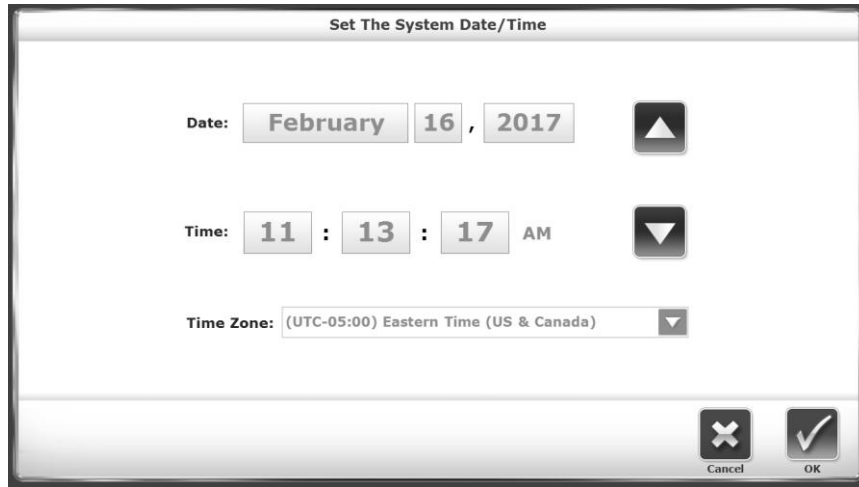 Set The System Date/Time
Date: February 16 , 2017
Time: 11 : 13 : 17 AM
Time Zone: (UTC-05:00) Eastern Time (US & Canada)
Cancel OK